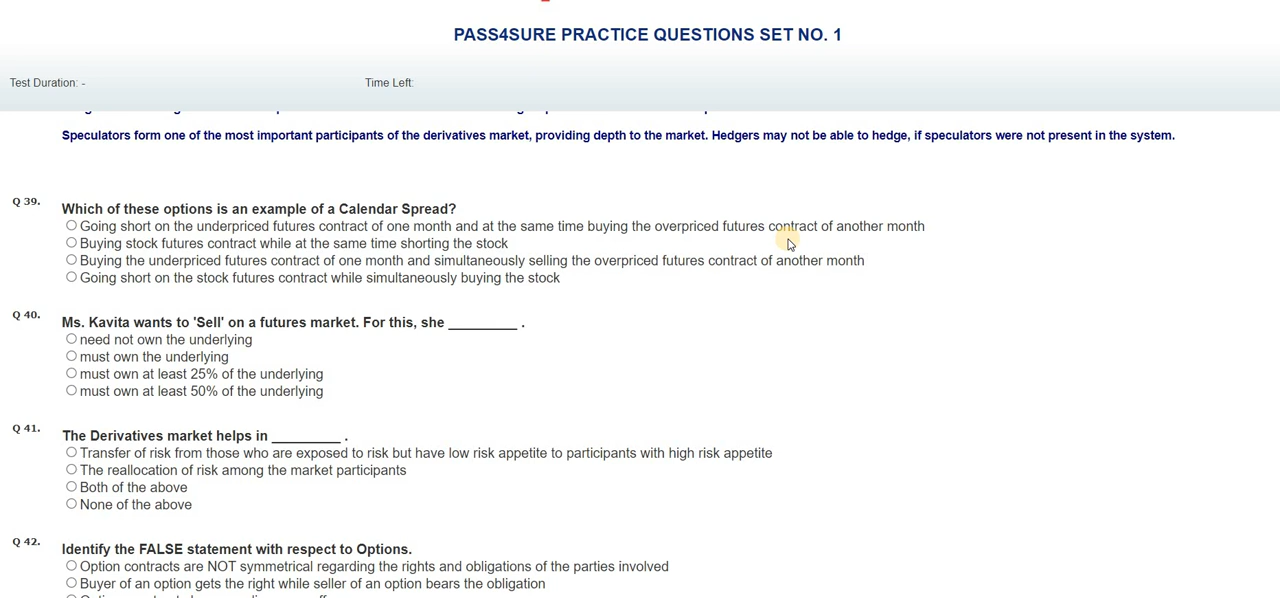 PASS4SURE PRACTICE QUESTIONS SET NO. 1
Test Duration: -
Time Left:
Speculators form one of the most important participants of the derivatives market, providing depth to the market. Hedgers may not be able to hedge, if speculators were not present in the system.
Q 39.
Which of these options is an example of a Calendar Spread?
Going short on the underpriced futures contract of one month and at the same time buying the overpriced futures contract of another month
Buying stock futures contract while at the same time shorting the stock
Buying the underpriced futures contract of one month and simultaneously selling the overpriced futures contract of another month
Going short on the stock futures contract while simultaneously buying the stock
Q 40.
Ms. Kavita wants to 'Sell' on a futures market. For this, she _________ .
need not own the underlying
must own the underlying
must own at least 25% of the underlying
must own at least 50% of the underlying
Q 41.
The Derivatives market helps in _________ .
Transfer of risk from those who are exposed to risk but have low risk appetite to participants with high risk appetite
The reallocation of risk among the market participants
Both of the above
None of the above
Q 42.
Identify the FALSE statement with respect to Options.
Option contracts are NOT symmetrical regarding the rights and obligations of the parties involved
Buyer of an option gets the right while seller of an option bears the obligation